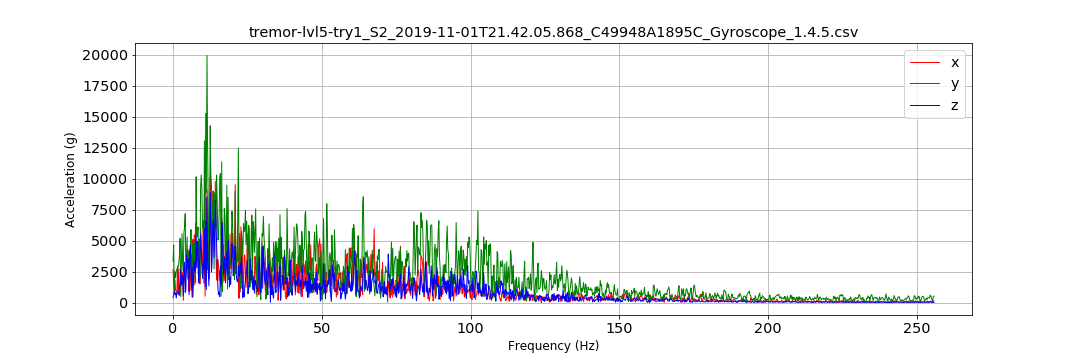 tremor-lvl5-try1_S2_2019-11-01T21.42.05.868_C49948A1895C_Gyroscope_1.4.5.csv
20000
17500
15000
12500
10000
7500
5000
2500
0
Acceleration (g)
x
y
z
0
50
100
150
200
250
Frequency (Hz)